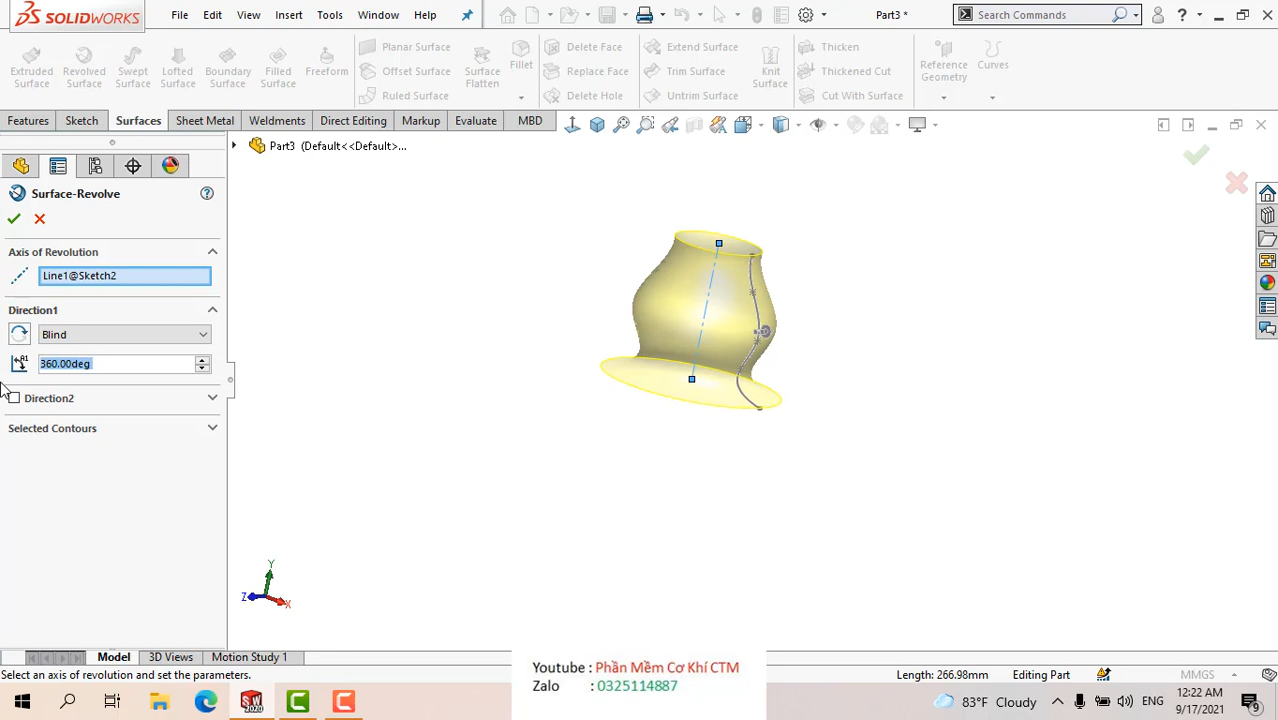 SOLIDWORKS
File Edit View Insert Tools Window Help
Part3 *
Search Commands
Extruded Surface
Revolved Surface
Swept Surface
Lofted Surface
Boundary Surface
Filled Surface
Freeform
Planar Surface
Offset Surface
Ruled Surface
Surface Flatten
Fillet
Delete Face
Replace Face
Delete Hole
Extend Surface
Trim Surface
Untrim Surface
Knit Surface
Thicken
Thickened Cut
Cut With Surface
Reference Geometry
Curves
Features Sketch Surfaces Sheet Metal Weldments Direct Editing Markup Evaluate MBD
Part3 (Default<<Default>...
Surface-Revolve
Axis of Revolution
Line1@Sketch2
Direction1
Blind
360.00deg
Direction2
Selected Contours
Y
Z
X
Model 3D Views Motion Study 1
Select an axis of revolution and set the parameters.
Length: 266.98mm
Editing Part
MMGS
Youtube : Phần Mềm Cơ Khí CTM
Zalo : 0325114887
83°F Cloudy
ENG
12:22 AM
9/17/2021
9